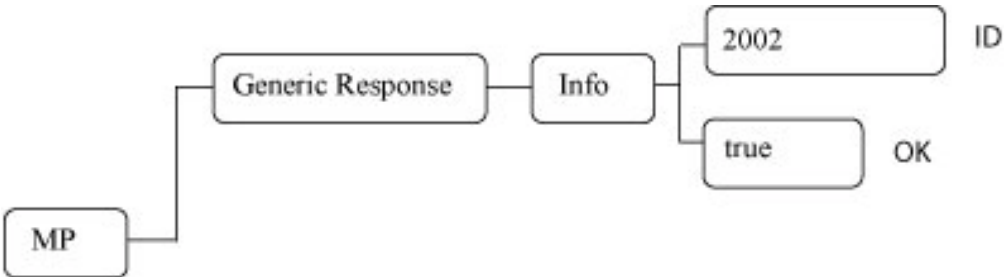 2002
ID
Generic Response
Info
true
OK
MP